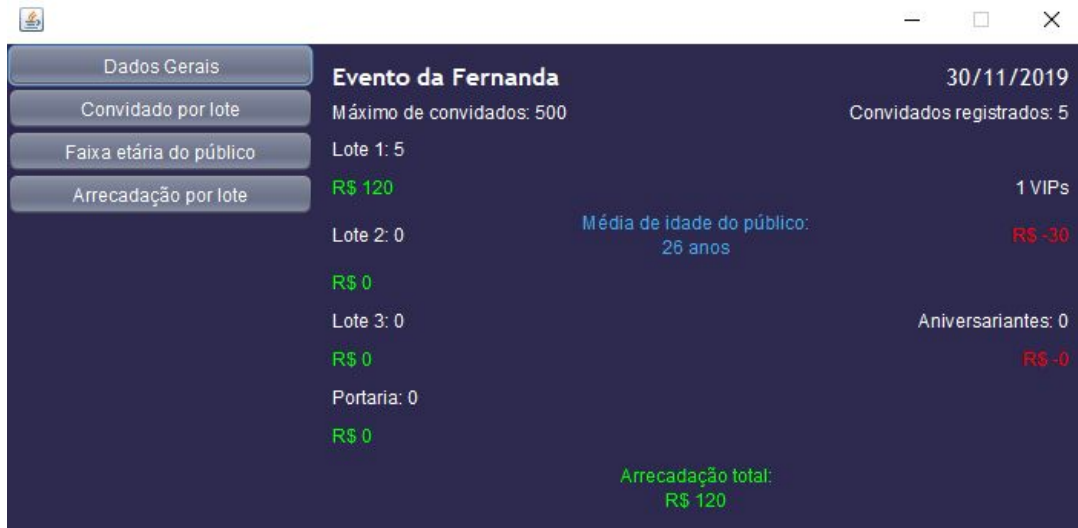 Dados Gerais
Convidado por lote
Faixa etária do público
Arrecadação por lote
Evento da Fernanda
30/11/2019
Máximo de convidados: 500
Convidados registrados: 5
Lote 1: 5
R$ 120
1 VIPs
Lote 2: 0
Média de idade do público:
26 anos
R$ -30
R$ 0
Lote 3: 0
Aniversariantes: 0
R$ 0
R$ -0
Portaria: 0
R$ 0
Arrecadação total:
R$ 120